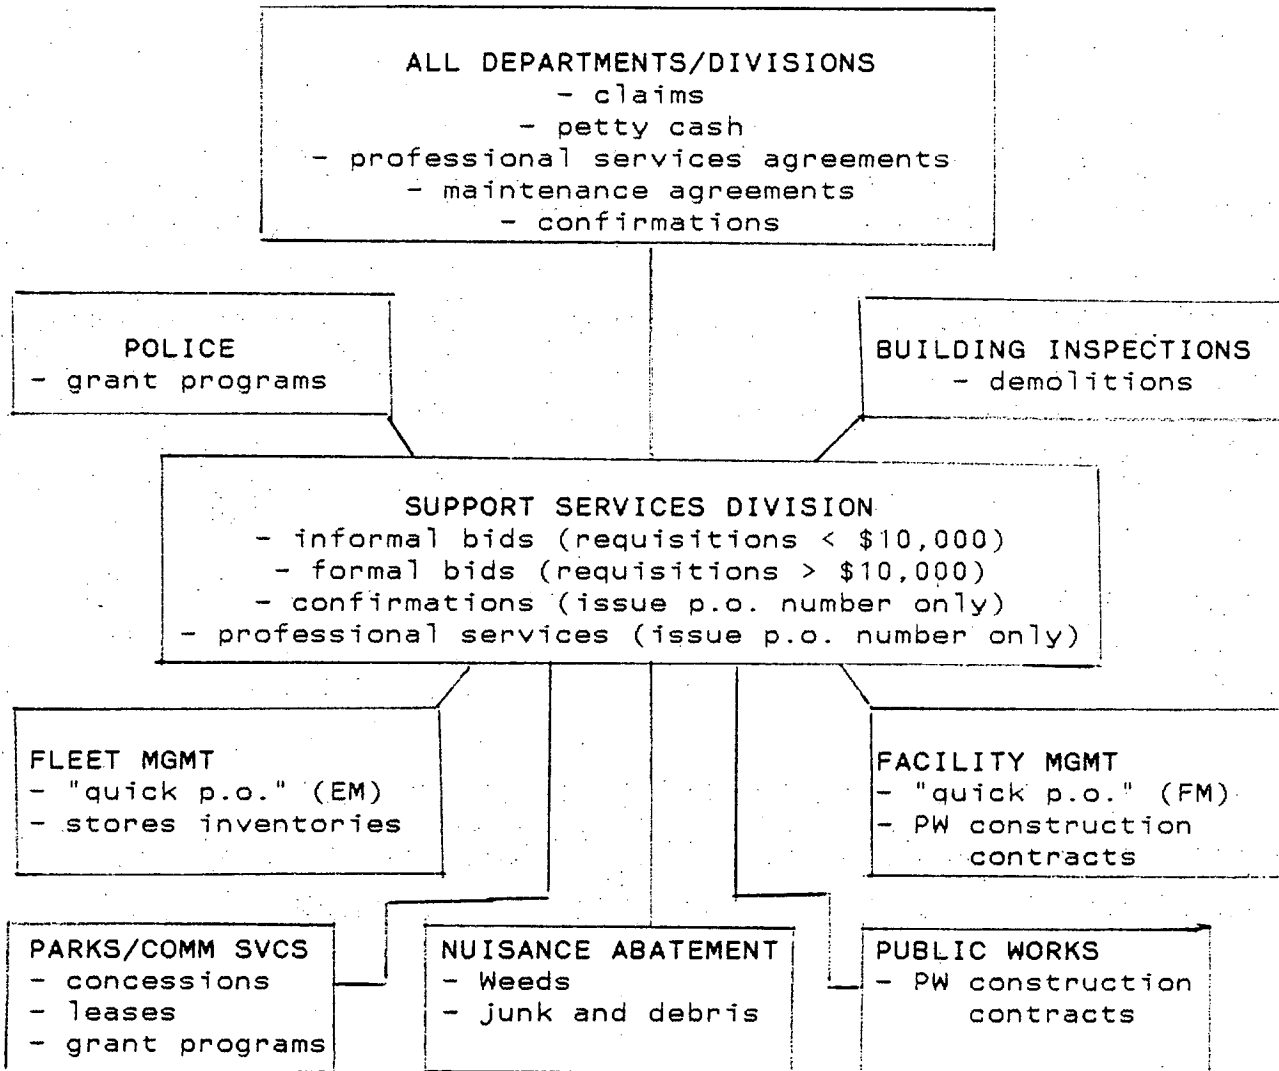 ALL DEPARTMENTS/DIVISIONS
- claims
- petty cash
- professional services agreements
- maintenance agreements
- confirmations
POLICE
- grant programs
BUILDING INSPECTIONS
- demolitions
SUPPORT SERVICES DIVISION
- informal bids (requisitions < $10,000)
- formal bids (requisitions > $10,000)
- confirmations (issue p.o. number only)
- professional services (issue p.o. number only)
FLEET MGMT
- "quick p.o." (EM)
- stores inventories
FACILITY MGMT
- "quick p.o." (FM)
- PW construction
contracts
PARKS/COMM SVCS
- concessions
- leases
- grant programs
NUISANCE ABATEMENT
- Weeds
- junk and debris
PUBLIC WORKS
- PW construction
contracts